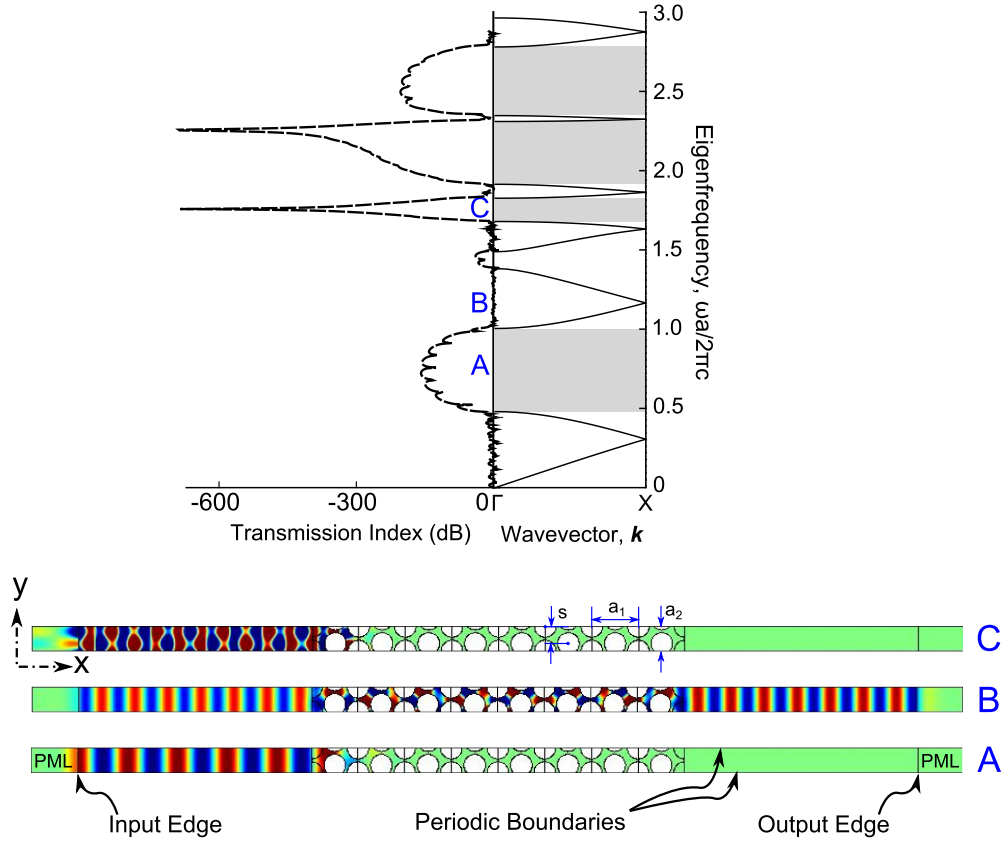 3.0
2.5
2.0
1.5
1.0
0.5
0
C
B
A
Eigenfrequency, ωa/2πc
-600 -300 0 Γ X
Transmission Index (dB) Wavevector, k
y
x
s a1 a2
C
B
PML PML A
Input Edge Periodic Boundaries Output Edge